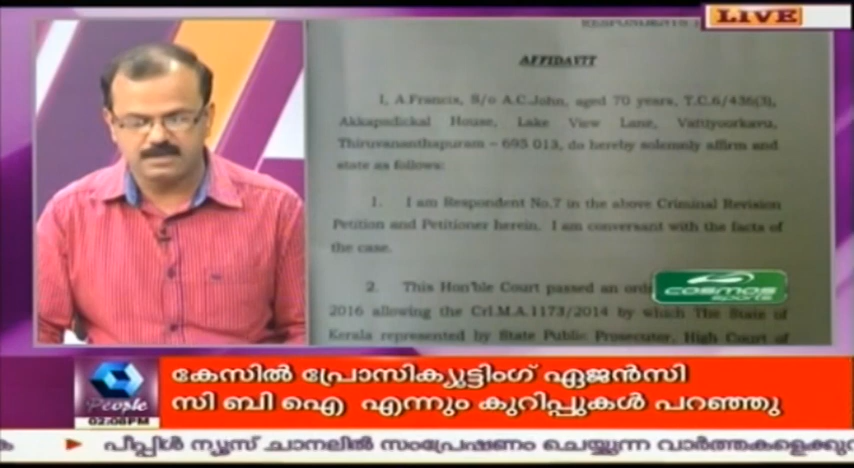 LIVE
AFFIDAVIT
I, A.Francis, S/o A.C.John, aged 70 years, T.C.6/436(3),
Akkapadickal House, Lake View Lane, Vattiyoorkavu,
Thiruvananthapuram – 695 013, do hereby solemnly affirm and
state as follows:
1. I am Respondent No.7 in the above Criminal Revision
Petition and Petitioner herein. I am conversant with the facts of
the case.
2. This Hon'ble Court passed an
2016 allowing the Crl.M.A.1173/2014 by which The State of
Kerala represented by State Public Prosecutor, High Court of
COSMOS
sports
കേസിൽ പ്രോസിക്യുട്ടിംഗ് ഏജൻസി
സി ബി ഐ എന്നും കുറിപ്പുകൾ പറഞ്ഞു
People
02:08PM
പീപ്പിൾ ന്യൂസ് ചാനലിൽ സംപ്രേഷണം ചെയ്യുന്ന